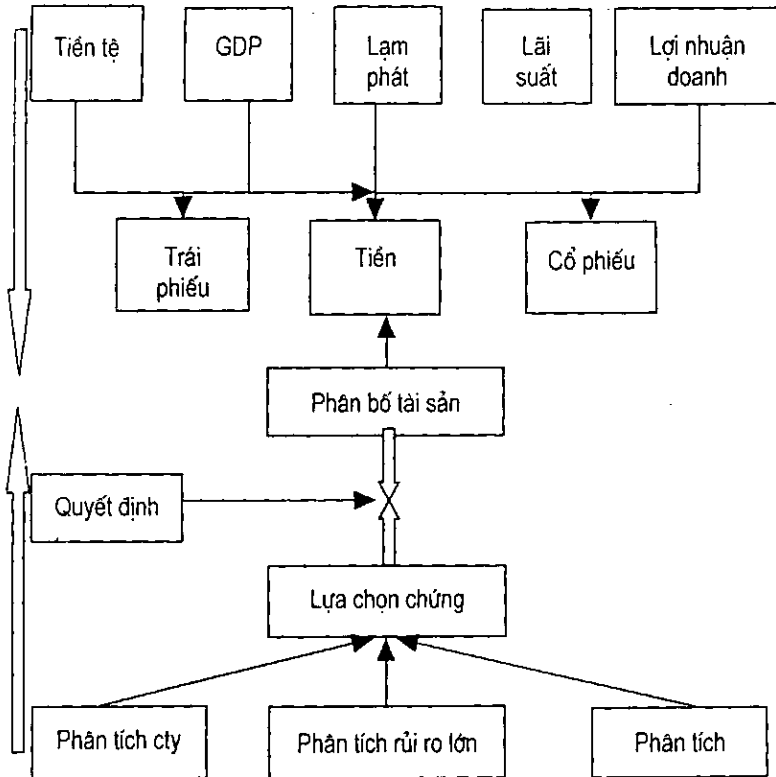 Tiền tệ
GDP
Lạm
phát
Lãi
suất
Lợi nhuận
doanh
Trái
phiếu
Tiền
Cổ phiếu
Phân bố tài sản
Quyết định
Lựa chọn chứng
Phân tích cty
Phân tích rủi ro lớn
Phân tích